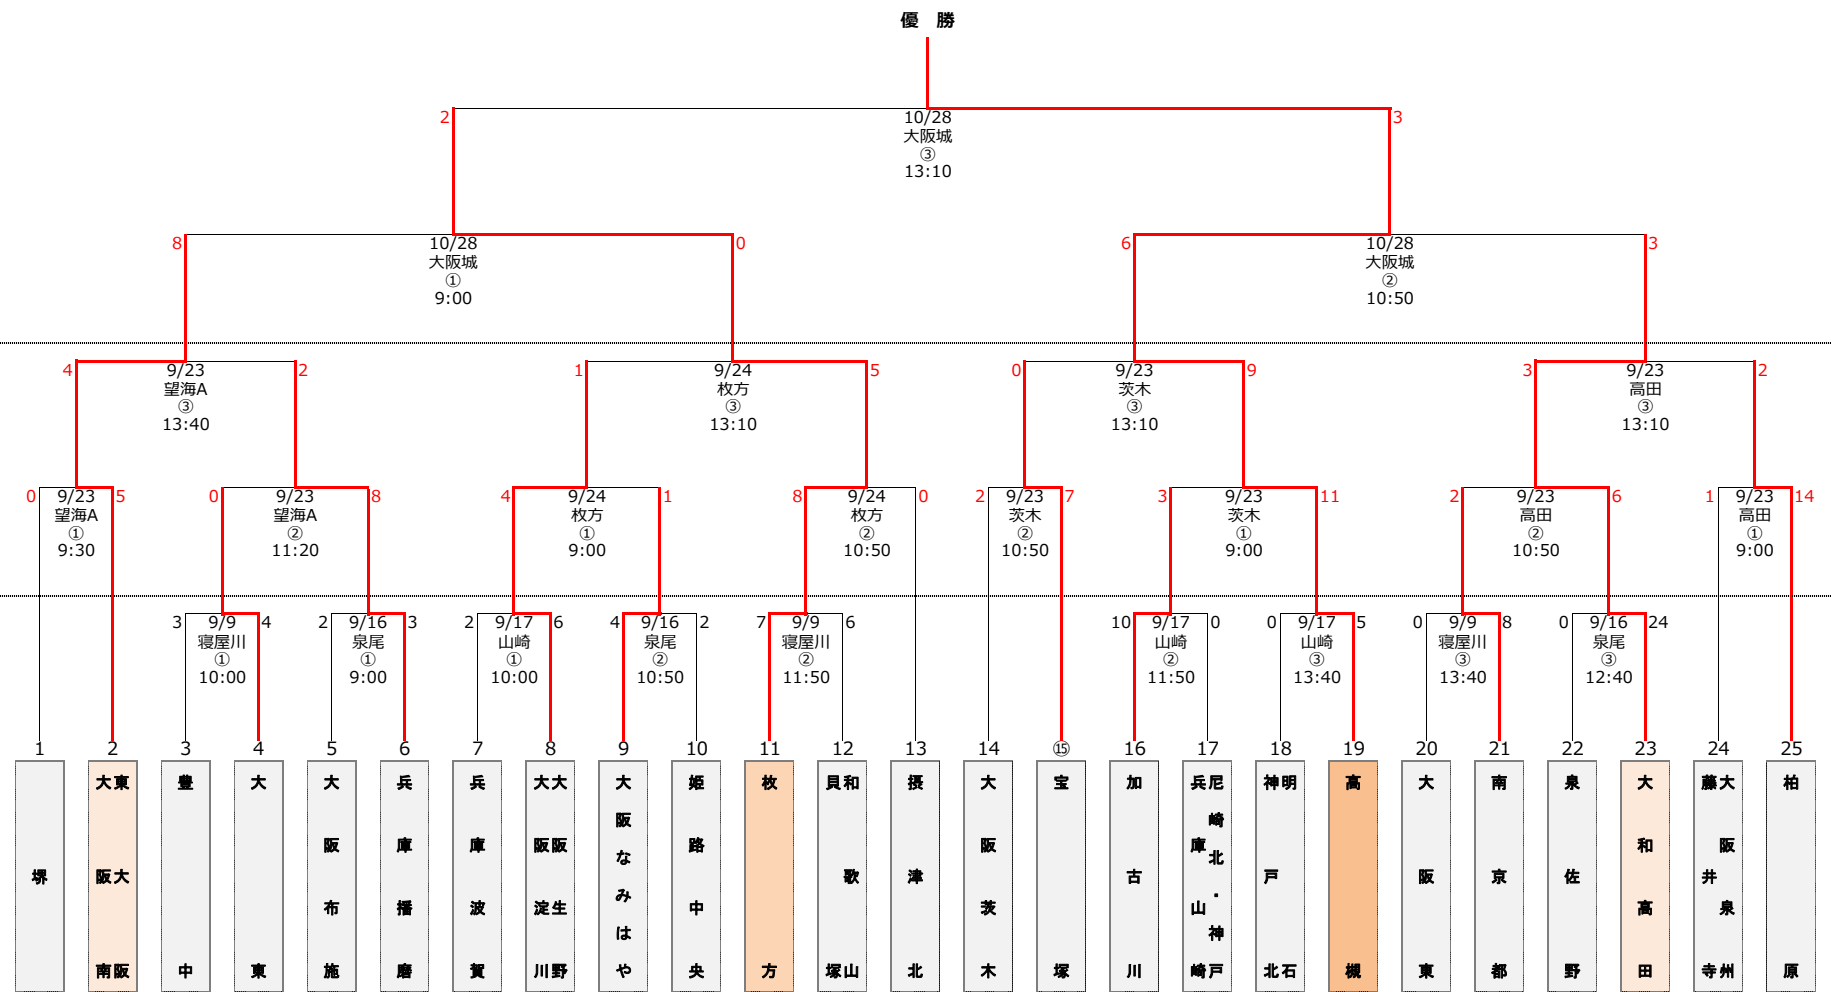 優 勝
2 10/28 3
大阪城
③
13:10
8 10/28 0 6 10/28 3
大阪城 大阪城
① ②
9:00 10:50
4 9/23 2 1 9/24 5 0 9/23 9 3 9/23 2
望海A 枚方 茨木 高田
③ ③ ③ ③
13:40 13:10 13:10 13:10
0 9/23 5 0 9/23 8 4 9/24 1 8 9/24 0 2 9/23 7 3 9/23 11 2 9/23 6 1 9/23 14
望海A 望海A 枚方 枚方 茨木 茨木 高田 高田
① ② ① ② ② ① ② ①
9:30 11:20 9:00 10:50 10:50 9:00 10:50 9:00
3 9/9 4 2 9/16 3 2 9/17 6 4 9/16 2 7 9/9 6 10 9/17 0 0 9/17 5 0 9/9 8 0 9/16 24
寝屋川 泉尾 山崎 泉尾 寝屋川 山崎 山崎 寝屋川 泉尾
① ① ① ② ② ② ③ ③ ③
10:00 9:00 10:00 10:50 11:50 11:50 13:40 13:40 12:40
1 2 3 4 5 6 7 8 9 10 11 12 13 14 ⑮ 16 17 18 19 20 21 22 23 24 25
堺
東大阪
大阪南
豊中
大東
大阪布施
兵庫播磨
兵庫波賀
大阪生野
大阪淀川
大阪なみはや
姫路中央
枚方
和歌山
貝塚
摂津北
大阪茨木
宝塚
加古川
尼崎北・神戸
兵庫山崎
明石
神戸北
高槻
大阪東
南京都
泉佐野
大和高田
大阪泉州
藤井寺
柏原